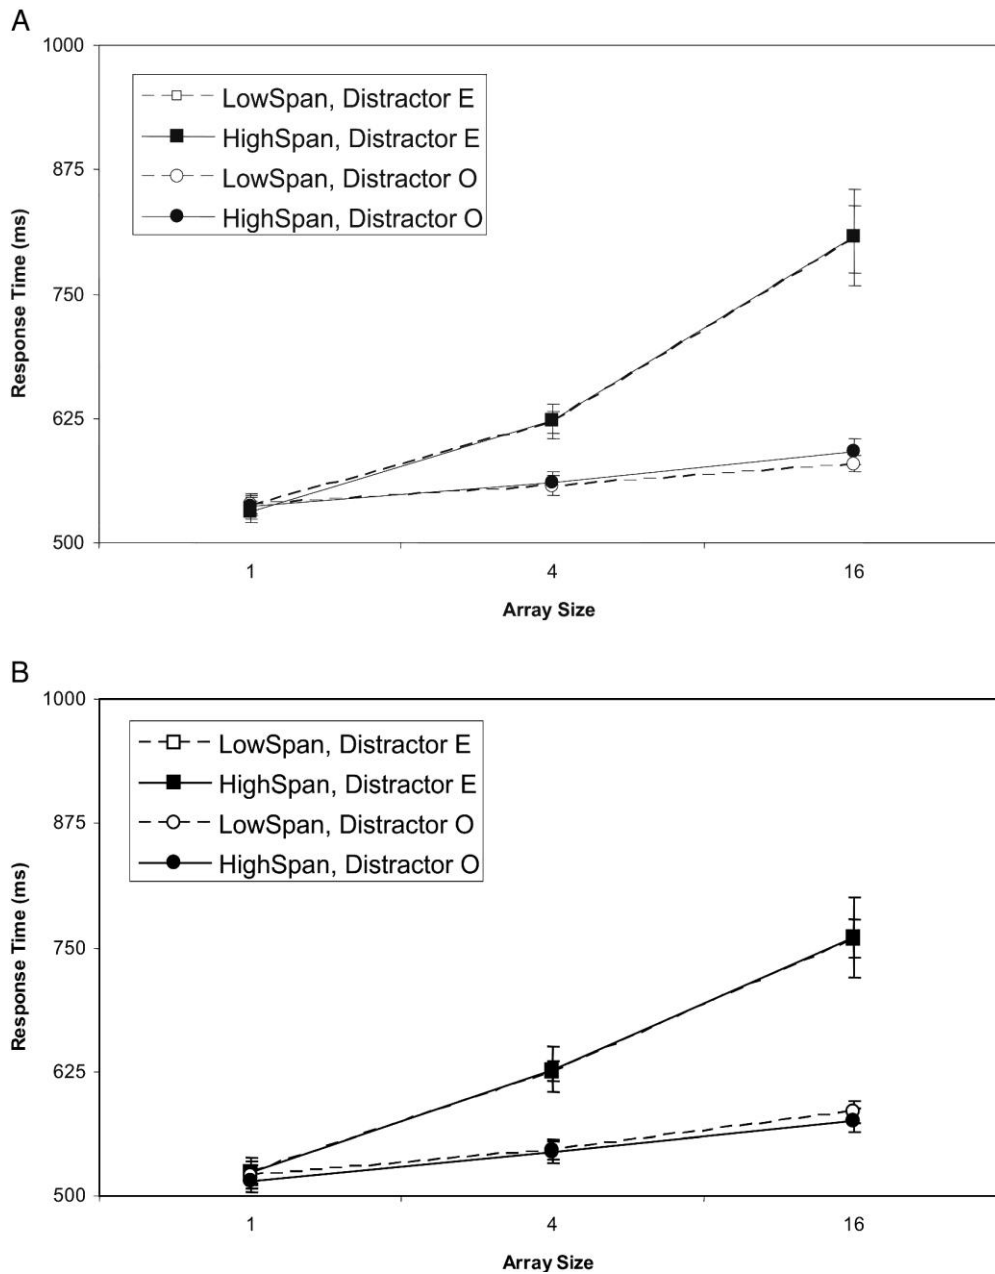 A
1000
875
750
625
500
Response Time (ms)
LowSpan, Distractor E
HighSpan, Distractor E
LowSpan, Distractor O
HighSpan, Distractor O
1 4 16
Array Size
B
1000
875
750
625
500
Response Time (ms)
LowSpan, Distractor E
HighSpan, Distractor E
LowSpan, Distractor O
HighSpan, Distractor O
1 4 16
Array Size